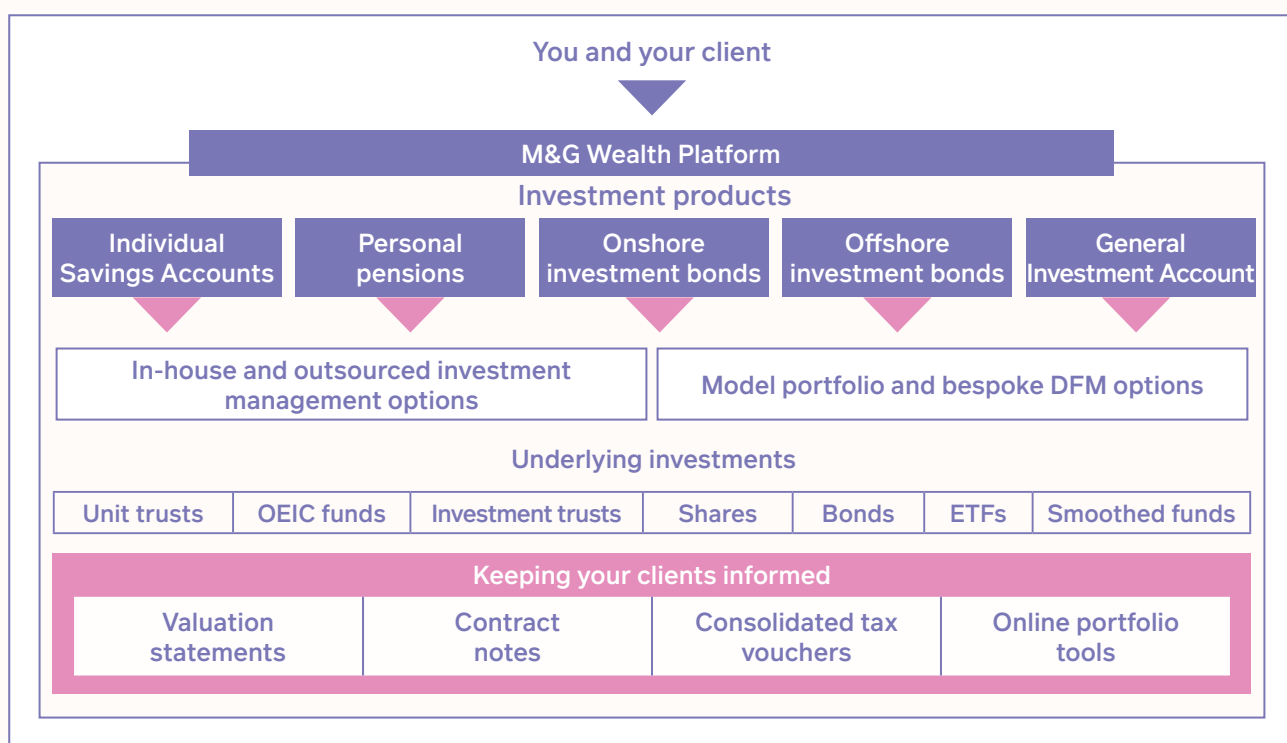 You and your client
M&G Wealth Platform
Investment products
Individual
Savings Accounts
Personal
pensions
Onshore
investment bonds
Offshore
investment bonds
General
Investment Account
In-house and outsourced investment
management options
Model portfolio and bespoke DFM options
Underlying investments
Unit trusts
OEIC funds
Investment trusts
Shares
Bonds
ETFs
Smoothed funds
Keeping your clients informed
Valuation
statements
Contract
notes
Consolidated tax
vouchers
Online portfolio
tools